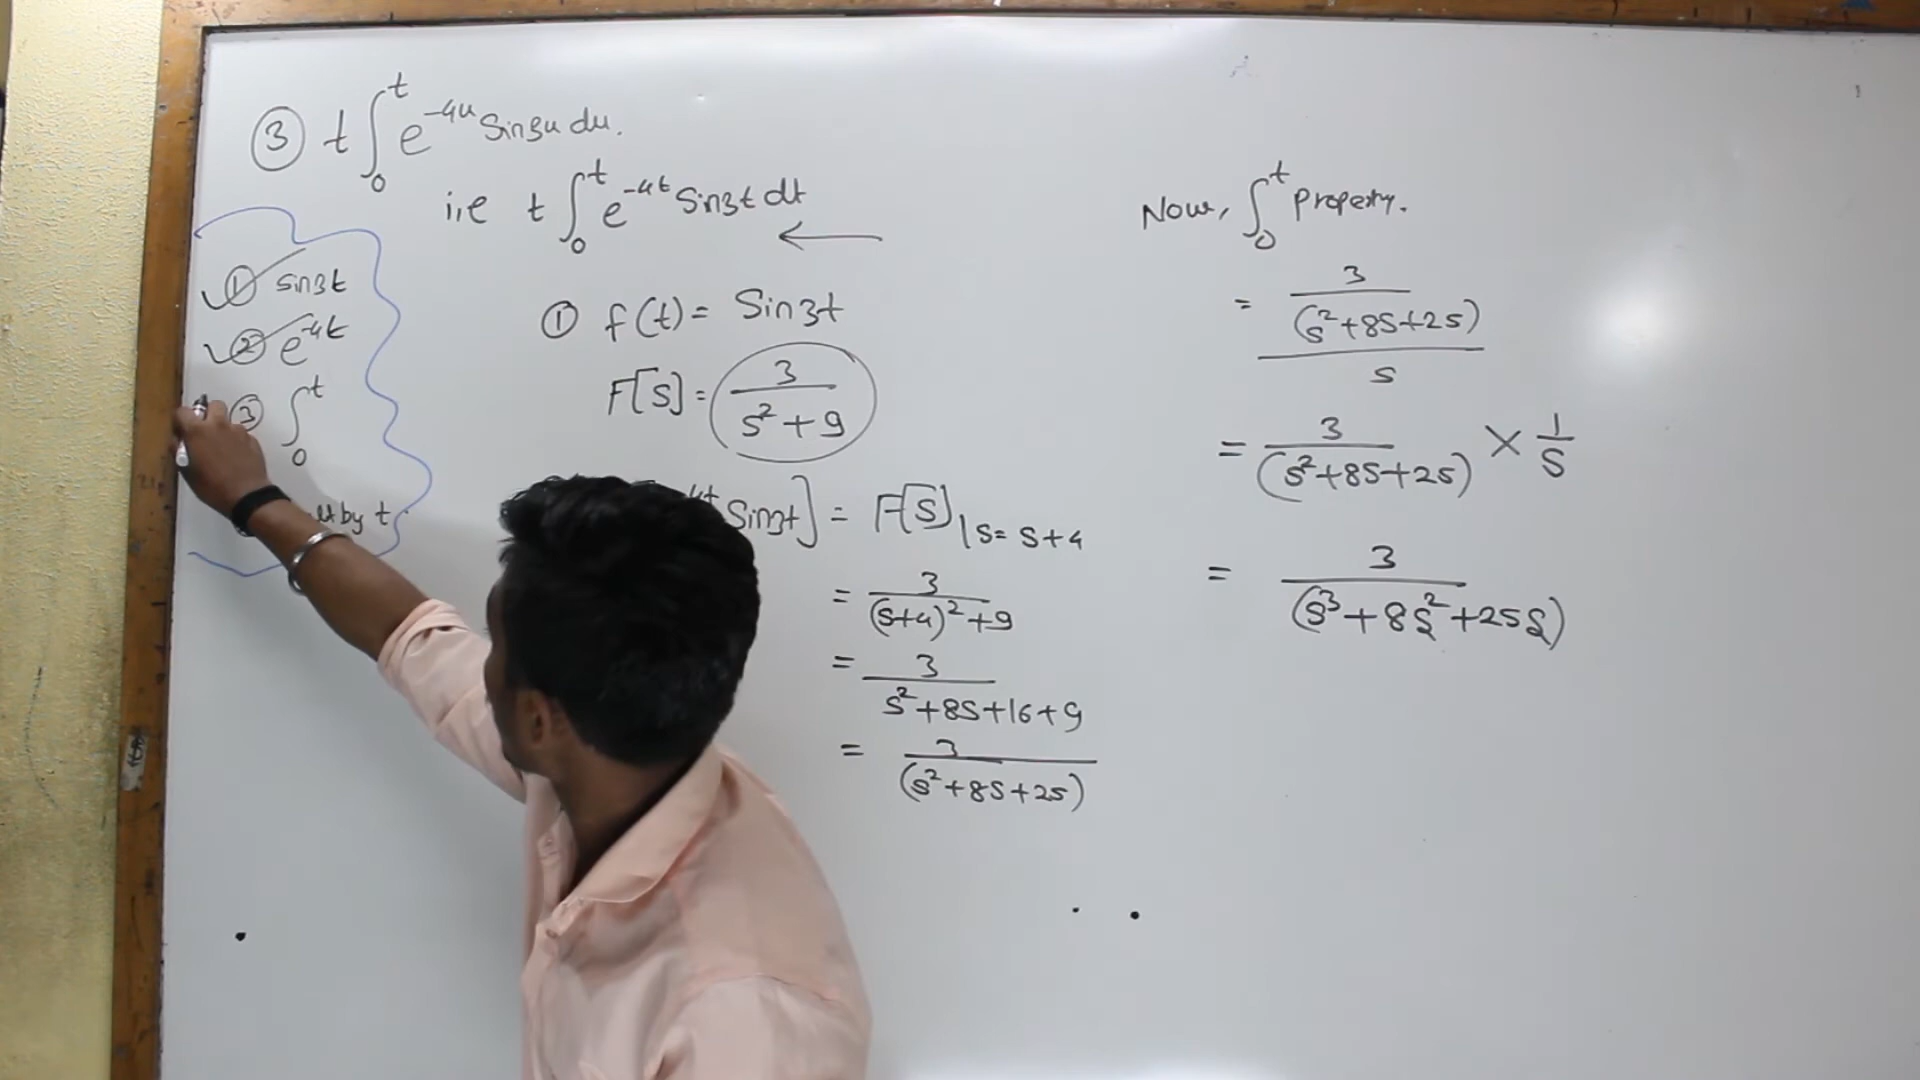 ③ t ∫₀ᵗ e^{-4u} sin3u du.
i,e t ∫₀ᵗ e^{-4t} sin3t dt
←
① sin3t
② e^{-4t}
③ ∫₀ᵗ
by t
① f(t) = Sin3t
F[S] = 3/(s²+9)
Sin3t] = F[S]|S=S+4
= 3/((s+4)²+9)
= 3/(s²+8S+16+9)
= 3/(s²+8S+25)
Now, ∫₀ᵗ property.
= (3/(s²+8S+25))/S
= 3/(s²+8S+25) × 1/S
= 3/(s³+8s²+25s)